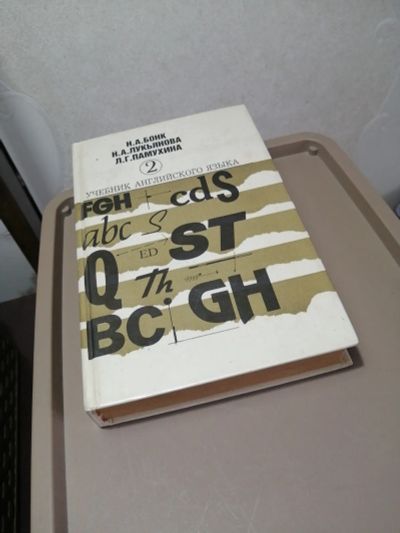 Н.А.БОНК
Н.А.ЛУКЬЯНОВА
Л.Г.ПАМУХИНА
2
УЧЕБНИК АНГЛИЙСКОГО ЯЗЫКА
FGH cdS
abc S
ED ST
Q Th
BC GH